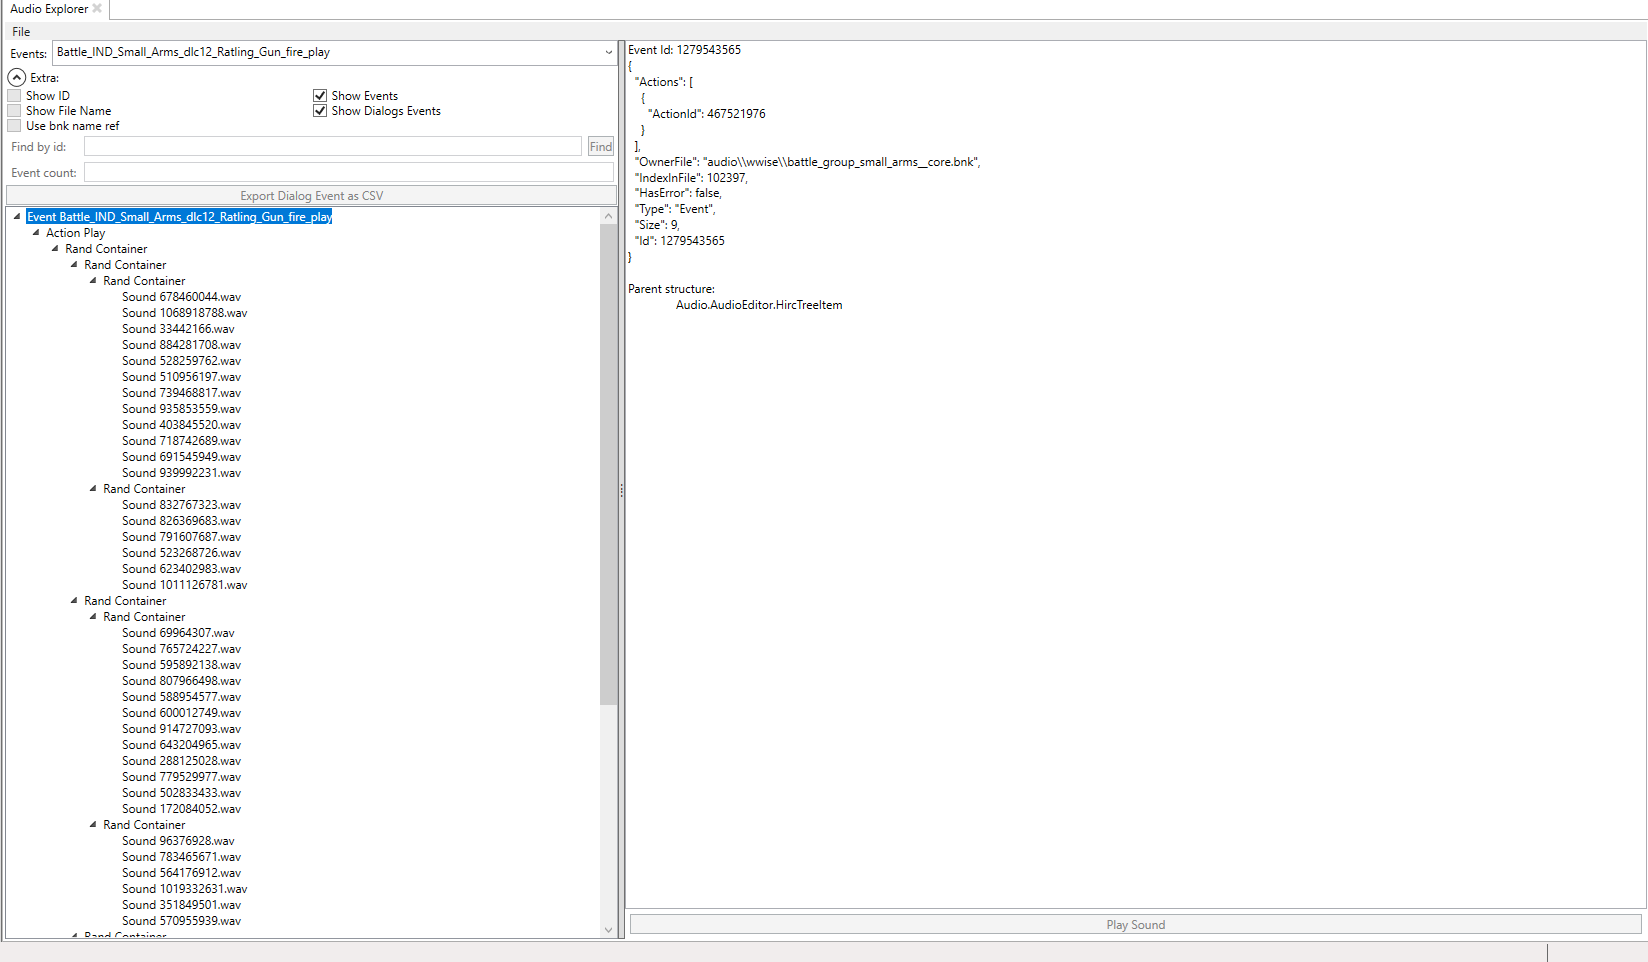 Audio Explorer
File
Events: Battle_IND_Small_Arms_dlc12_Ratling_Gun_fire_play
Extra:
Show ID
Show Events
Show File Name
Show Dialogs Events
Use bnk name ref
Find by id:
Find
Event count:
Export Dialog Event as CSV
Event Battle_IND_Small_Arms_dlc12_Ratling_Gun_fire_play
Action Play
Rand Container
Rand Container
Rand Container
Sound 678460044.wav
Sound 1068918788.wav
Sound 33442166.wav
Sound 884281708.wav
Sound 528259762.wav
Sound 510956197.wav
Sound 739468817.wav
Sound 935853559.wav
Sound 403845520.wav
Sound 718742689.wav
Sound 691545949.wav
Sound 939992231.wav
Rand Container
Sound 832767323.wav
Sound 826369683.wav
Sound 791607687.wav
Sound 523268726.wav
Sound 623402983.wav
Sound 1011126781.wav
Rand Container
Rand Container
Sound 69964307.wav
Sound 765724227.wav
Sound 595892138.wav
Sound 807966498.wav
Sound 588954577.wav
Sound 600012749.wav
Sound 914727093.wav
Sound 643204965.wav
Sound 288125028.wav
Sound 779529977.wav
Sound 502833433.wav
Sound 172084052.wav
Rand Container
Sound 96376928.wav
Sound 783465671.wav
Sound 564176912.wav
Sound 1019332631.wav
Sound 351849501.wav
Sound 570955939.wav
Rand Container
Event Id: 1279543565
{
"Actions": [
{
"ActionId": 467521976
}
],
"OwnerFile": "audio\\wwise\\battle_group_small_arms__core.bnk",
"IndexInFile": 102397,
"HasError": false,
"Type": "Event",
"Size": 9,
"Id": 1279543565
}
Parent structure:
Audio.AudioEditor.HircTreeItem
Play Sound